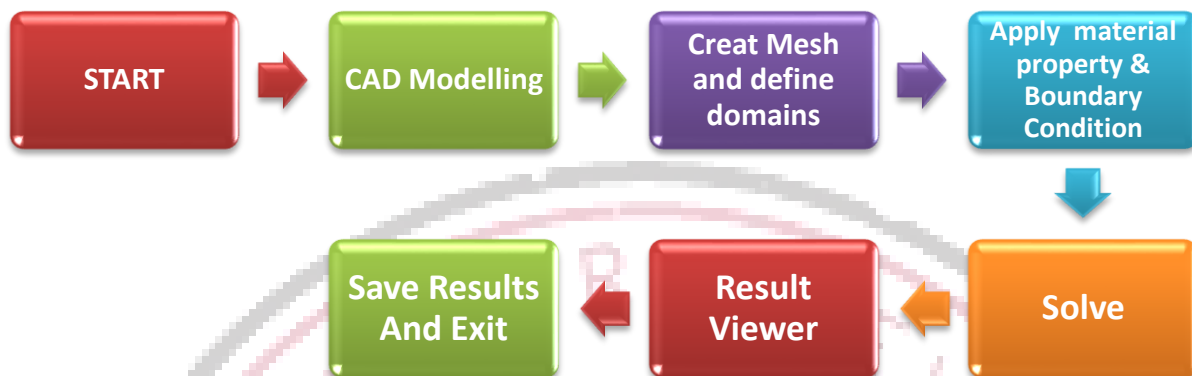 START
CAD Modelling
Creat Mesh
and define
domains
Apply  material
property &
Boundary
Condition
Solve
Result
Viewer
Save Results
And Exit